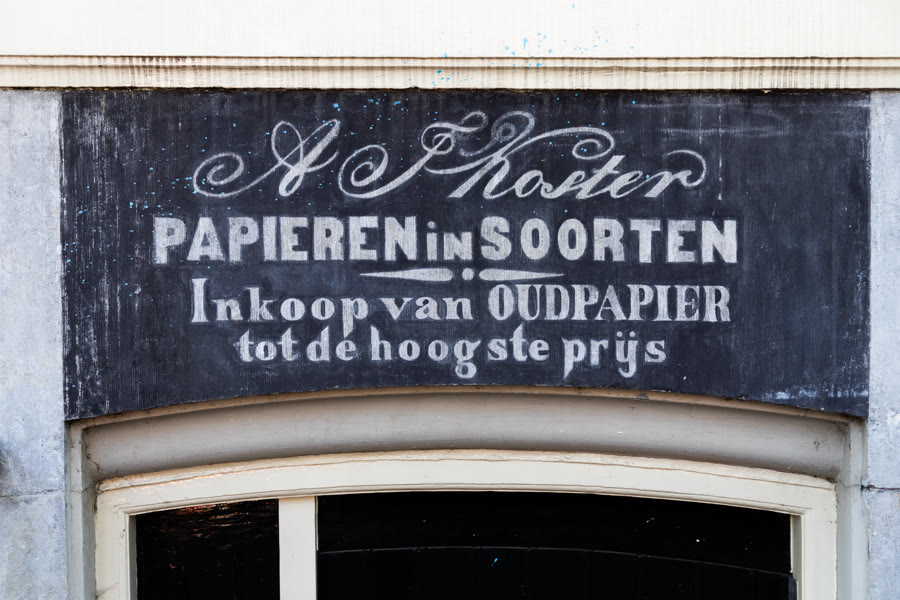 A J Koster
PAPIEREN in SOORTEN
Inkoop van OUDPAPIER
tot de hoogste prijs